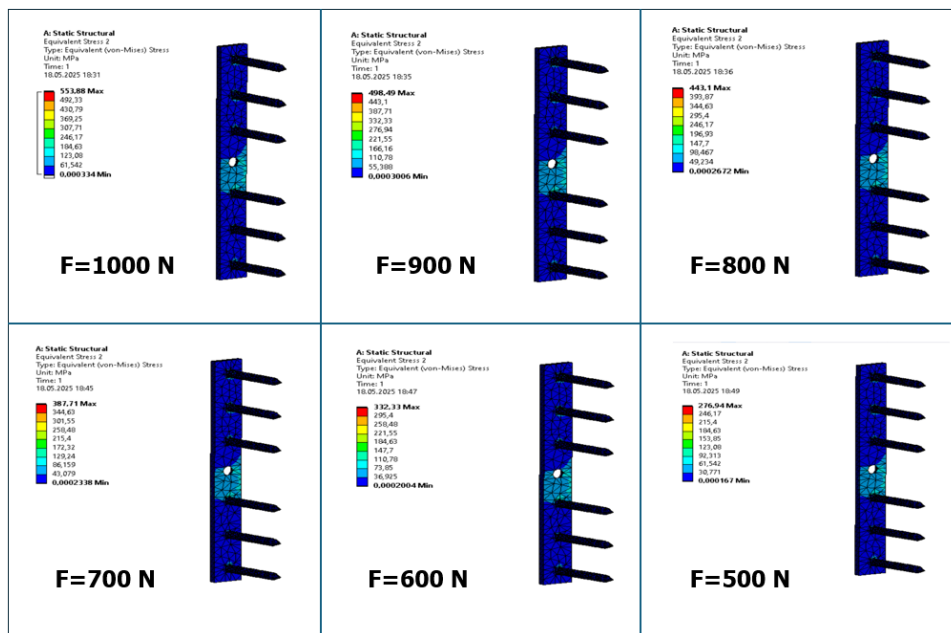 A: Static Structural
Equivalent Stress 2
Type: Equivalent (von-Mises) Stress
Unit: MPa
Time: 1
18.05.2025 18:31
553,88 Max
492,33
430,79
369,25
307,71
246,17
184,63
123,08
61,542
0,000334 Min
F=1000 N
A: Static Structural
Equivalent Stress 2
Type: Equivalent (von-Mises) Stress
Unit: MPa
Time: 1
18.05.2025 18:35
498,49 Max
443,1
387,71
332,33
276,94
221,55
166,16
110,78
55,388
0,0003006 Min
F=900 N
A: Static Structural
Equivalent Stress 2
Type: Equivalent (von-Mises) Stress
Unit: MPa
Time: 1
18.05.2025 18:36
443,1 Max
393,87
344,63
295,4
246,17
196,93
147,7
98,467
49,234
0,0002672 Min
F=800 N
A: Static Structural
Equivalent Stress 2
Type: Equivalent (von-Mises) Stress
Unit: MPa
Time: 1
18.05.2025 18:45
387,71 Max
344,63
301,55
258,48
215,4
172,32
129,24
86,159
43,079
0,0002338 Min
F=700 N
A: Static Structural
Equivalent Stress 2
Type: Equivalent (von-Mises) Stress
Unit: MPa
Time: 1
18.05.2025 18:47
332,33 Max
295,4
258,48
221,55
184,63
147,7
110,78
73,85
36,925
0,0002004 Min
F=600 N
A: Static Structural
Equivalent Stress 2
Type: Equivalent (von-Mises) Stress
Unit: MPa
Time: 1
18.05.2025 18:49
276,94 Max
246,17
215,4
184,63
153,85
123,08
92,313
61,542
30,771
0,000167 Min
F=500 N